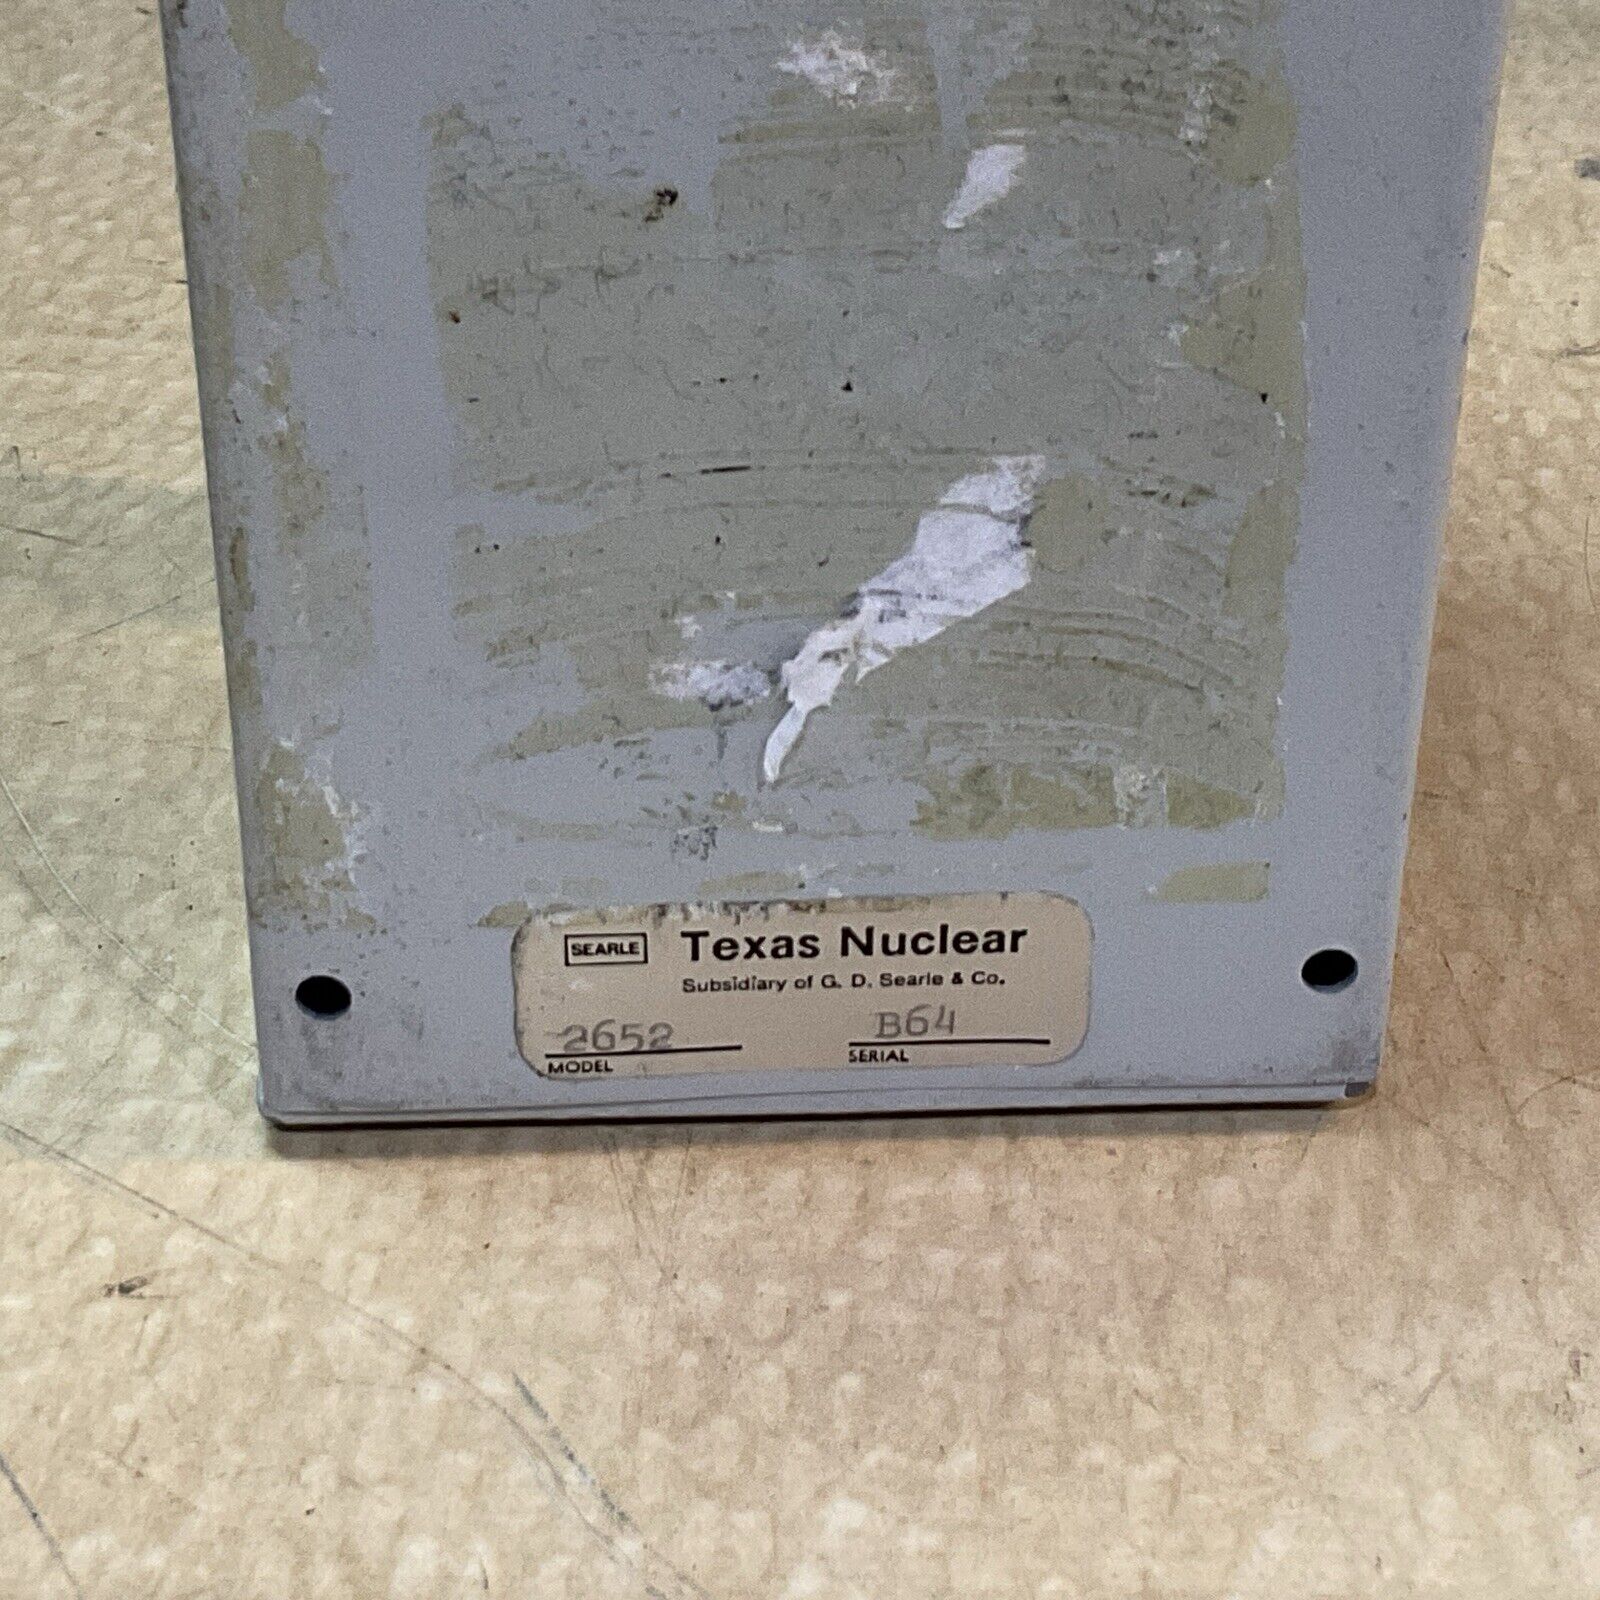 SEARLE Texas Nuclear
Subsidiary of G. D. Searle & Co.
2652 B64
MODEL SERIAL